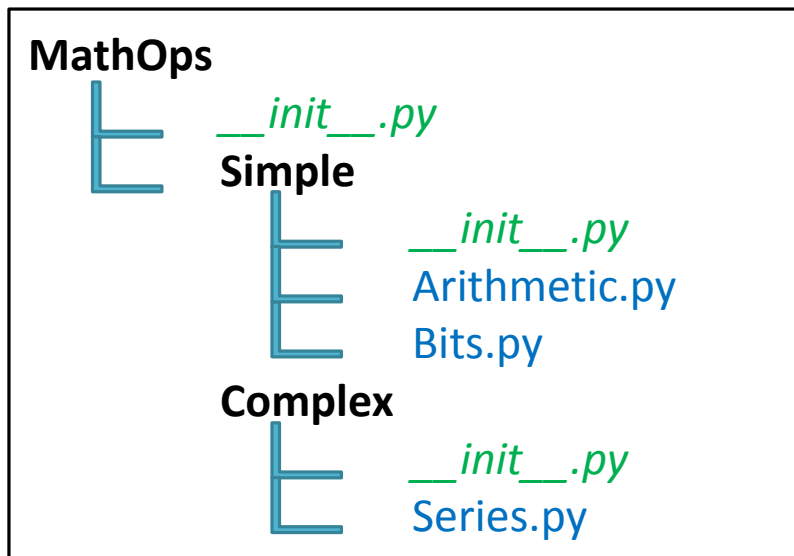 MathOps
__init__.py
Simple
__init__.py
Arithmetic.py
Bits.py
Complex
__init__.py
Series.py